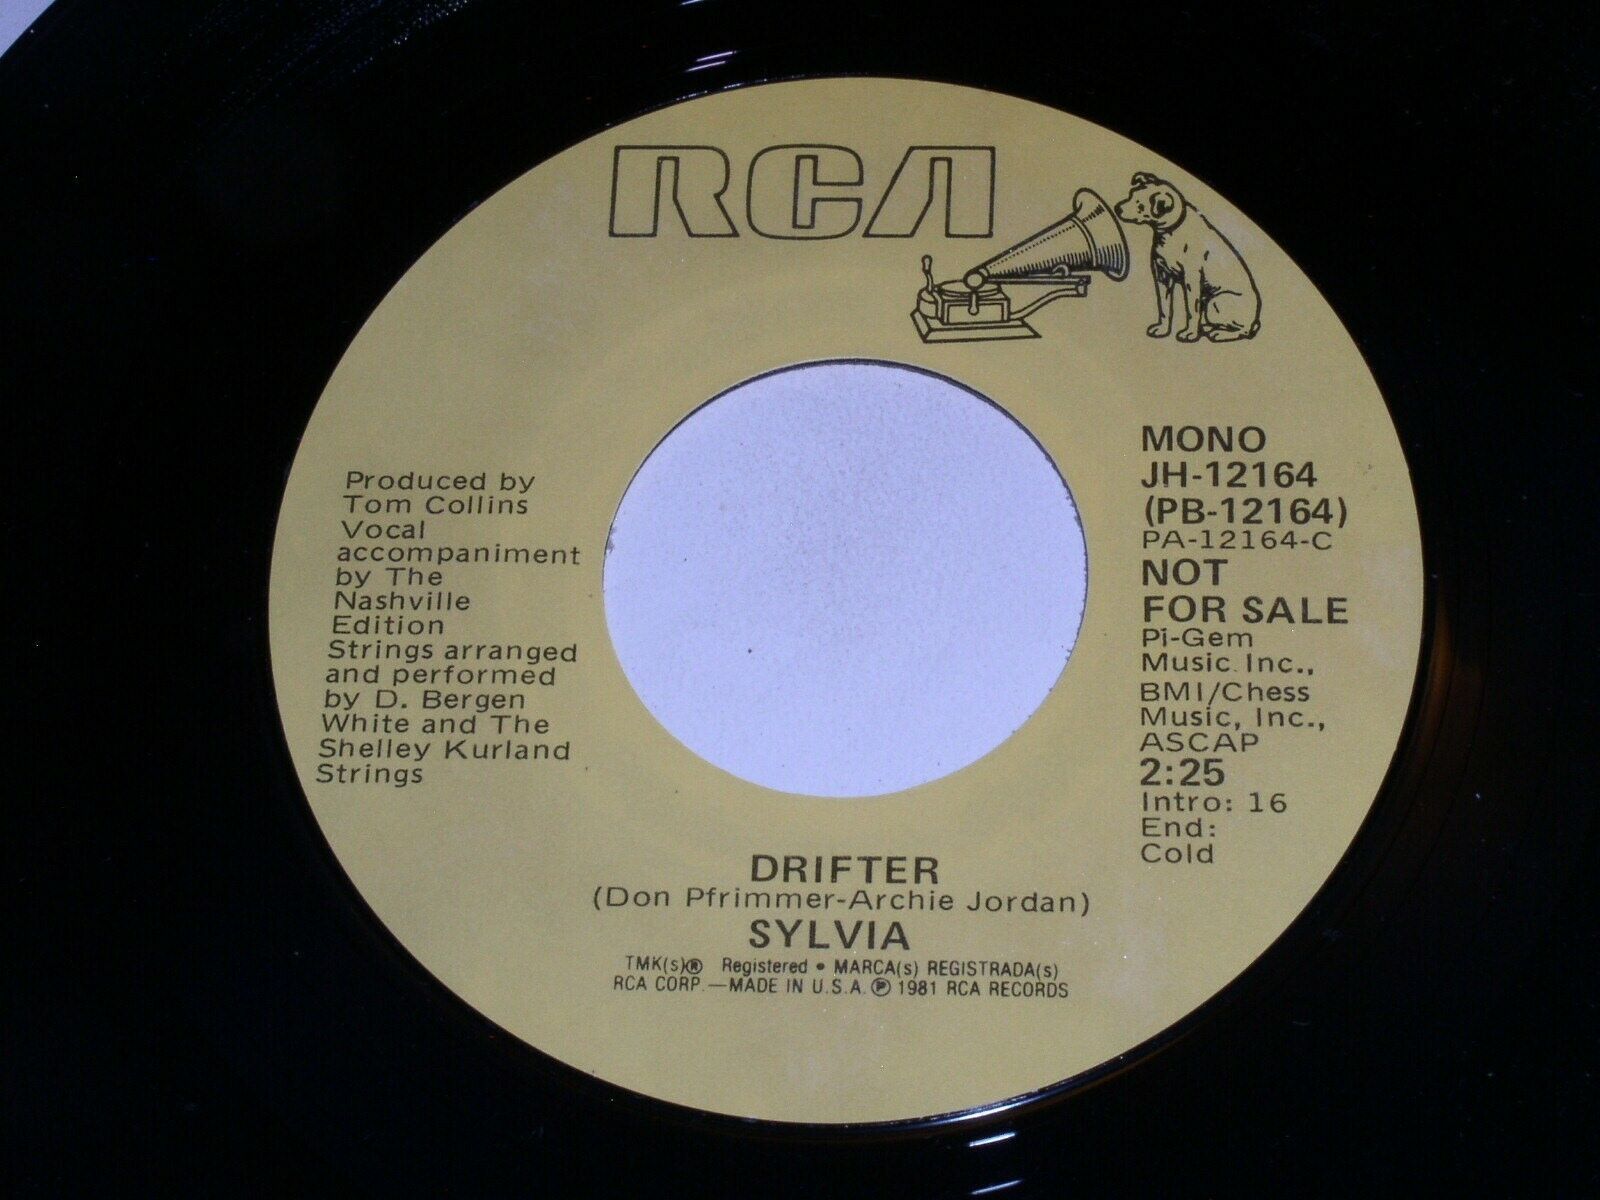 RCA
Produced by
Tom Collins
Vocal
accompaniment
by The
Nashville
Edition
Strings arranged
and performed
by D. Bergen
White and The
Shelley Kurland
Strings
MONO
JH-12164
(PB-12164)
PA-12164-C
NOT
FOR SALE
Pi-Gem
Music Inc.,
BMI/Chess
Music, Inc.,
ASCAP
2:25
Intro: 16
End:
Cold
DRIFTER
(Don Pfrimmer-Archie Jordan)
SYLVIA
TMK(s)® Registered • MARCA(s) REGISTRADA(s)
RCA CORP.—MADE IN U.S.A. ℗ 1981 RCA RECORDS